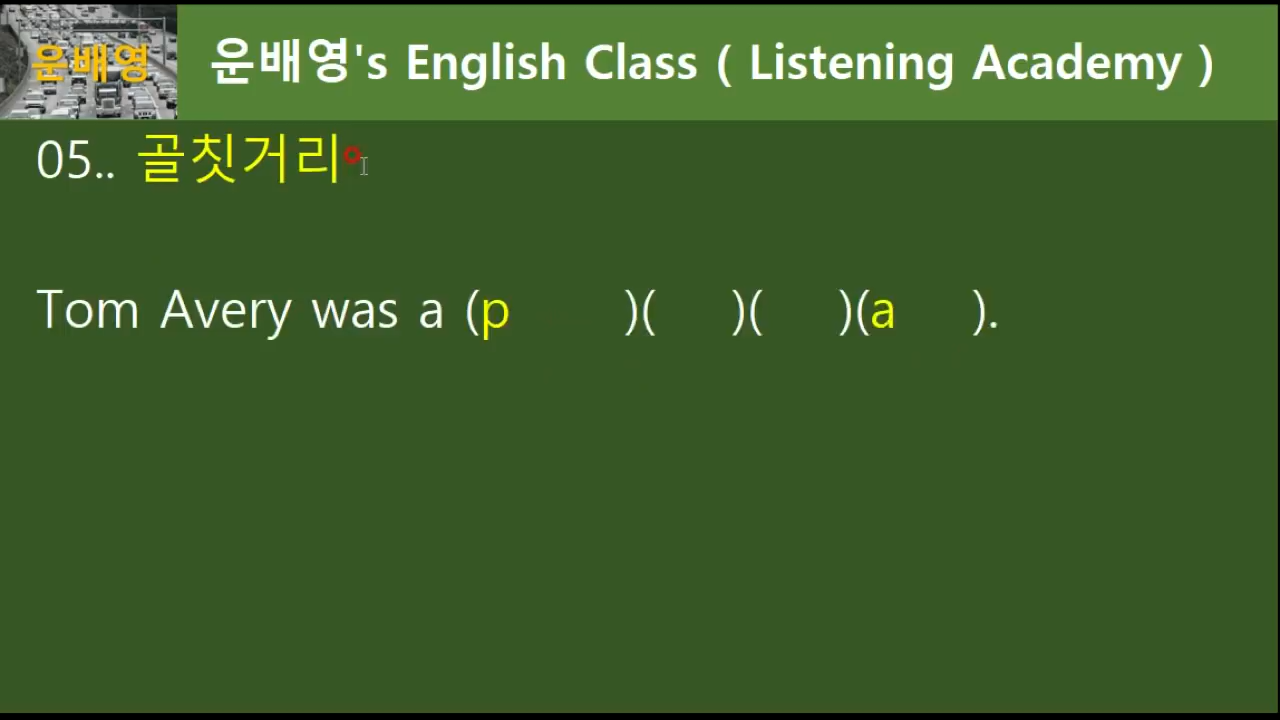 운배영
운배영's English Class ( Listening Academy )
05.. 골칫거리
Tom Avery was a (p )( )( )(a ).